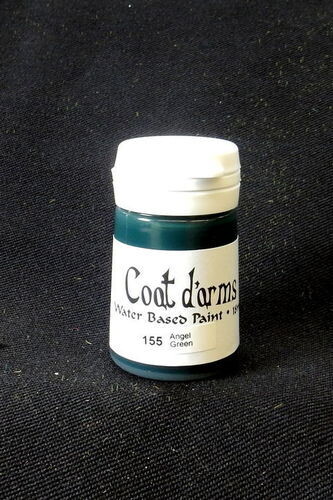 Coat d'arms
Water Based Paint •
155 Angel
Green